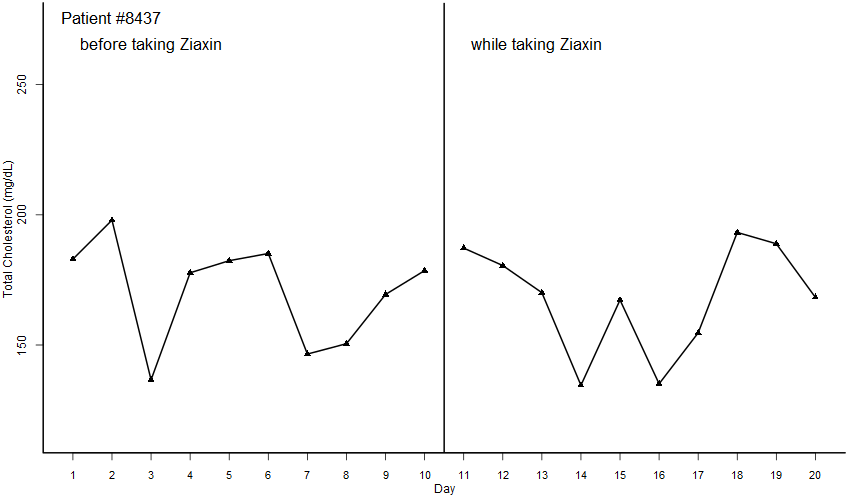 Patient #8437
before taking Ziaxin
while taking Ziaxin
Total Cholesterol (mg/dL)
250
200
150
1 2 3 4 5 6 7 8 9 10 11 12 13 14 15 16 17 18 19 20
Day